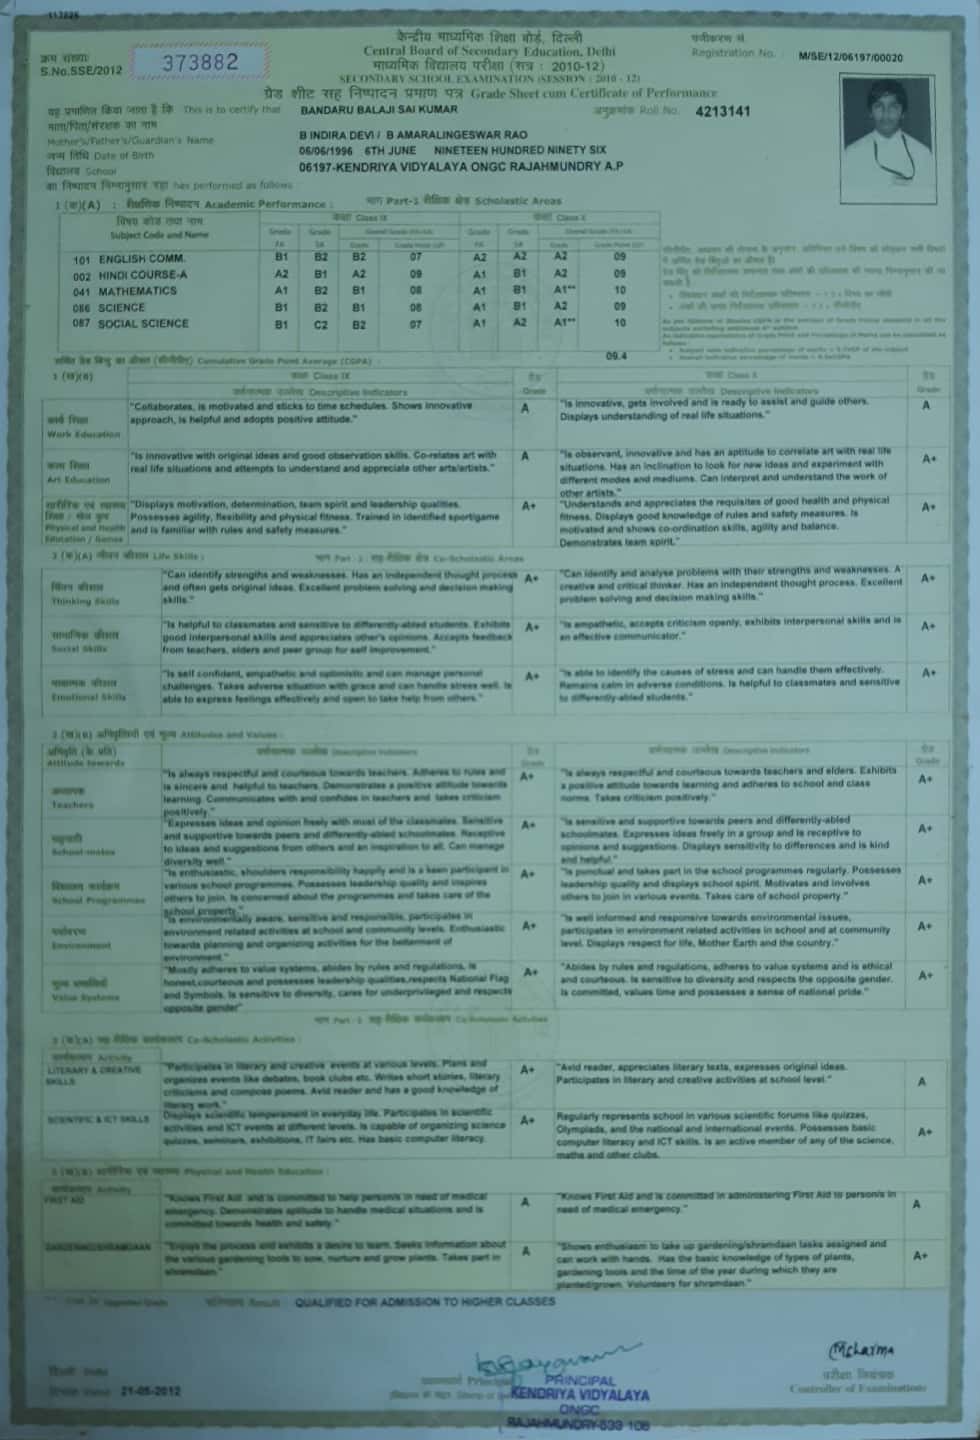 केन्द्रीय माध्यमिक शिक्षा बोर्ड, दिल्ली
Central Board of Secondary Education, Delhi
माध्यमिक विद्यालय परीक्षा (सत्र : 2010-12)
SECONDARY SCHOOL EXAMINATION (SESSION : 2010 - 12)
क्रम संख्या
S.No.SSE/2012 373882
पंजीकरण सं.
Registration No. : M/SE/12/06197/00020
ग्रेड शीट सह निष्पादन प्रमाण पत्र Grade Sheet cum Certificate of Performance
यह प्रमाणित किया जाता है कि This is to certify that BANDARU BALAJI SAI KUMAR अनुक्रमांक Roll No. 4213141
माता/पिता/संरक्षक का नाम
Mother's/Father's/Guardian's Name B INDIRA DEVI / B AMARALINGESWAR RAO
जन्म तिथि Date of Birth 06/06/1996 6TH JUNE NINETEEN HUNDRED NINETY SIX
विद्यालय School 06197-KENDRIYA VIDYALAYA ONGC RAJAHMUNDRY A.P
का निष्पादन निम्नानुसार रहा has performed as follows
1 (क)(A) : शैक्षणिक निष्पादन Academic Performance : भाग Part-1 शैक्षिक क्षेत्र Scholastic Areas
विषय कोड तथा नाम कक्षा Class IX कक्षा Class X
Subject Code and Name Grade Grade Grade Grade
FA SA Grade Grade Point FA SA Grade Grade Point
101 ENGLISH COMM. B1 B2 B2 07 A2 A2 A2 09
002 HINDI COURSE-A A2 B1 A2 09 A1 B1 A2 09
041 MATHEMATICS A1 B2 B1 08 A1 B1 A1** 10
086 SCIENCE B1 B2 B1 08 A1 B1 A2 09
087 SOCIAL SCIENCE B1 C2 B2 07 A1 A2 A1** 10
Cumulative Grade Point Average (CGPA) : 09.4
1 (ख)(B) कक्षा Class IX ग्रेड कक्षा Class X ग्रेड
Descriptive Indicators Grade Descriptive Indicators Grade
कार्य शिक्षा
Work Education
"Collaborates, is motivated and sticks to time schedules. Shows innovative
approach, is helpful and adopts positive attitude." A
"Is innovative, gets involved and is ready to assist and guide others.
Displays understanding of real life situations." A
कला शिक्षा
Art Education
"Is innovative with original ideas and good observation skills. Co-relates art with
real life situations and attempts to understand and appreciate other arts/artists." A
"Is observant, innovative and has an aptitude to correlate art with real life
situations. Has an inclination to look for new ideas and experiment with
different modes and mediums. Can interpret and understand the work of
other artists." A+
Physical and Health
Education / Games
"Displays motivation, determination, team spirit and leadership qualities.
Possesses agility, flexibility and physical fitness. Trained in identified sport/game
and is familiar with rules and safety measures." A+
"Understands and appreciates the requisites of good health and physical
fitness. Displays good knowledge of rules and safety measures. Is
motivated and shows co-ordination skills, agility and balance.
Demonstrates team spirit." A+
2 (क)(A) जीवन कौशल Life Skills : भाग Part - 2 सह-शैक्षिक क्षेत्र Co-Scholastic Areas
चिंतन कौशल
Thinking Skills
"Can identify strengths and weaknesses. Has an independent thought process
and often gets original ideas. Excellent problem solving and decision making
skills." A+
"Can identify and analyse problems with their strengths and weaknesses. A
creative and critical thinker. Has an independent thought process. Excellent
problem solving and decision making skills." A+
सामाजिक कौशल
Social Skills
"Is helpful to classmates and sensitive to differently-abled students. Exhibits
good interpersonal skills and appreciates other's opinions. Accepts feedback
from teachers, elders and peer group for self improvement." A+
"Is empathetic, accepts criticism openly, exhibits interpersonal skills and is
an effective communicator." A+
भावात्मक कौशल
Emotional Skills
"Is self confident, empathetic and optimistic and can manage personal
challenges. Takes adverse situation with grace and can handle stress well. Is
able to express feelings effectively and open to take help from others." A+
"Is able to identify the causes of stress and can handle them effectively.
Remains calm in adverse conditions. Is helpful to classmates and sensitive
to differently-abled students." A+
2 (ख)(B) अभिवृत्तियाँ एवं मूल्य Attitudes and Values :
अभिवृत्ति (के प्रति)
Attitude towards Descriptive Indicators Grade Descriptive Indicators Grade
अध्यापक
Teachers
"Is always respectful and courteous towards teachers. Adheres to rules and
is sincere and helpful to teachers. Demonstrates a positive attitude towards
learning. Communicates with and confides in teachers and takes criticism
positively." A+
"Is always respectful and courteous towards teachers and elders. Exhibits
a positive attitude towards learning and adheres to school and class
norms. Takes criticism positively." A+
सहपाठी
School-mates
"Expresses ideas and opinion freely with most of the classmates. Sensitive
and supportive towards peers and differently-abled schoolmates. Receptive
to ideas and suggestions from others and an inspiration to all. Can manage
diversity well." A+
"Is sensitive and supportive towards peers and differently-abled
schoolmates. Expresses ideas freely in a group and is receptive to
opinions and suggestions. Displays sensitivity to differences and is kind
and helpful." A+
विद्यालय कार्यक्रम
School Programmes
"Is enthusiastic, shoulders responsibility happily and is a keen participant in
various school programmes. Possesses leadership quality and inspires
others to join. Is concerned about the programmes and takes care of the
school property." A+
"Is punctual and takes part in the school programmes regularly. Possesses
leadership quality and displays school spirit. Motivates and involves
others to join in various events. Takes care of school property." A+
पर्यावरण
Environment
"Is environmentally aware, sensitive and responsible, participates in
environment related activities at school and community levels. Enthusiastic
towards planning and organizing activities for the betterment of
environment." A+
"Is well informed and responsive towards environmental issues,
participates in environment related activities in school and at community
level. Displays respect for life, Mother Earth and the country." A+
मूल्य प्रणालियाँ
Value Systems
"Mostly adheres to value systems, abides by rules and regulations, is
honest,courteous and possesses leadership qualities,respects National Flag
and Symbols. Is sensitive to diversity, cares for underprivileged and respects
opposite gender" A+
"Abides by rules and regulations, adheres to value systems and is ethical
and courteous. Is sensitive to diversity and respects the opposite gender.
Is committed, values time and possesses a sense of national pride." A+
Co-Scholastic Activities
3 (क)(A) Co-Scholastic Activities :
Activity
LITERARY & CREATIVE
SKILLS
"Participates in literary and creative events at various levels. Plans and
organizes events like debates, book clubs etc. Writes short stories, literary
criticisms and compose poems. Avid reader and has a good knowledge of
literary work." A+
"Avid reader, appreciates literary texts, expresses original ideas.
Participates in literary and creative activities at school level." A
SCIENTIFIC & ICT SKILLS
Displays scientific temperament in everyday life. Participates in scientific
activities and ICT events at different levels. Is capable of organizing science
quizzes, seminars, exhibitions, IT fairs etc. Has basic computer literacy. A+
Regularly represents school in various scientific forums like quizzes,
Olympiads, and the national and international events. Possesses basic
computer literacy and ICT skills. Is an active member of any of the science,
maths and other clubs. A+
3 (ख)(B) Physical and Health Education :
Activity
FIRST AID
"Knows First Aid and is committed to help person/s in need of medical
emergency. Demonstrates aptitude to handle medical situations and is
committed towards health and safety." A
"Knows First Aid and is committed in administering First Aid to person/s in
need of medical emergency." A
GARDENING/SHRAMDAAN
"Enjoys the process and exhibits a desire to learn. Seeks information about
the various gardening tools to sow, nurture and grow plants. Takes part in
shramdaan." A
"Shows enthusiasm to take up gardening/shramdaan tasks assigned and
can work with hands. Has the basic knowledge of types of plants,
gardening tools and the time of the year during which they are
planted/grown. Volunteers for shramdaan." A+
Result QUALIFIED FOR ADMISSION TO HIGHER CLASSES
21-05-2012
PRINCIPAL
KENDRIYA VIDYALAYA
ONGC
RAJAHMUNDRY-533 106
परीक्षा नियंत्रक
Controller of Examinations